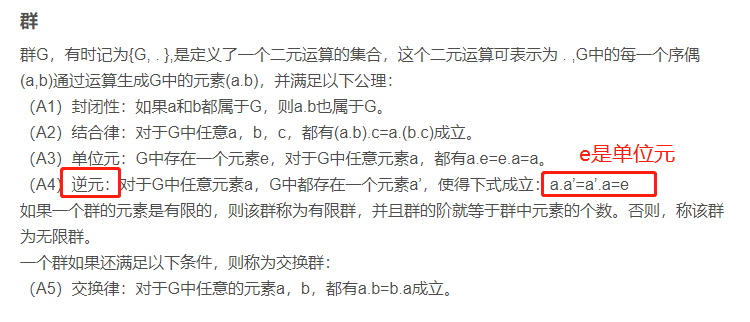 群
群G，有时记为{G, . },是定义了一个二元运算的集合，这个二元运算可表示为 . ,G中的每一个序偶
(a,b)通过运算生成G中的元素(a.b)，并满足以下公理：
（A1）封闭性：如果a和b都属于G，则a.b也属于G。
（A2）结合律：对于G中任意a，b，c，都有(a.b).c=a.(b.c)成立。
（A3）单位元：G中存在一个元素e，对于G中任意元素a，都有a.e=e.a=a。
e是单位元
（A4）逆元：对于G中任意元素a，G中都存在一个元素a’，使得下式成立：a.a’=a’.a=e
如果一个群的元素是有限的，则该群称为有限群，并且群的阶就等于群中元素的个数。否则，称该群
为无限群。
一个群如果还满足以下条件，则称为交换群：
（A5）交换律：对于G中任意的元素a，b，都有a.b=b.a成立。